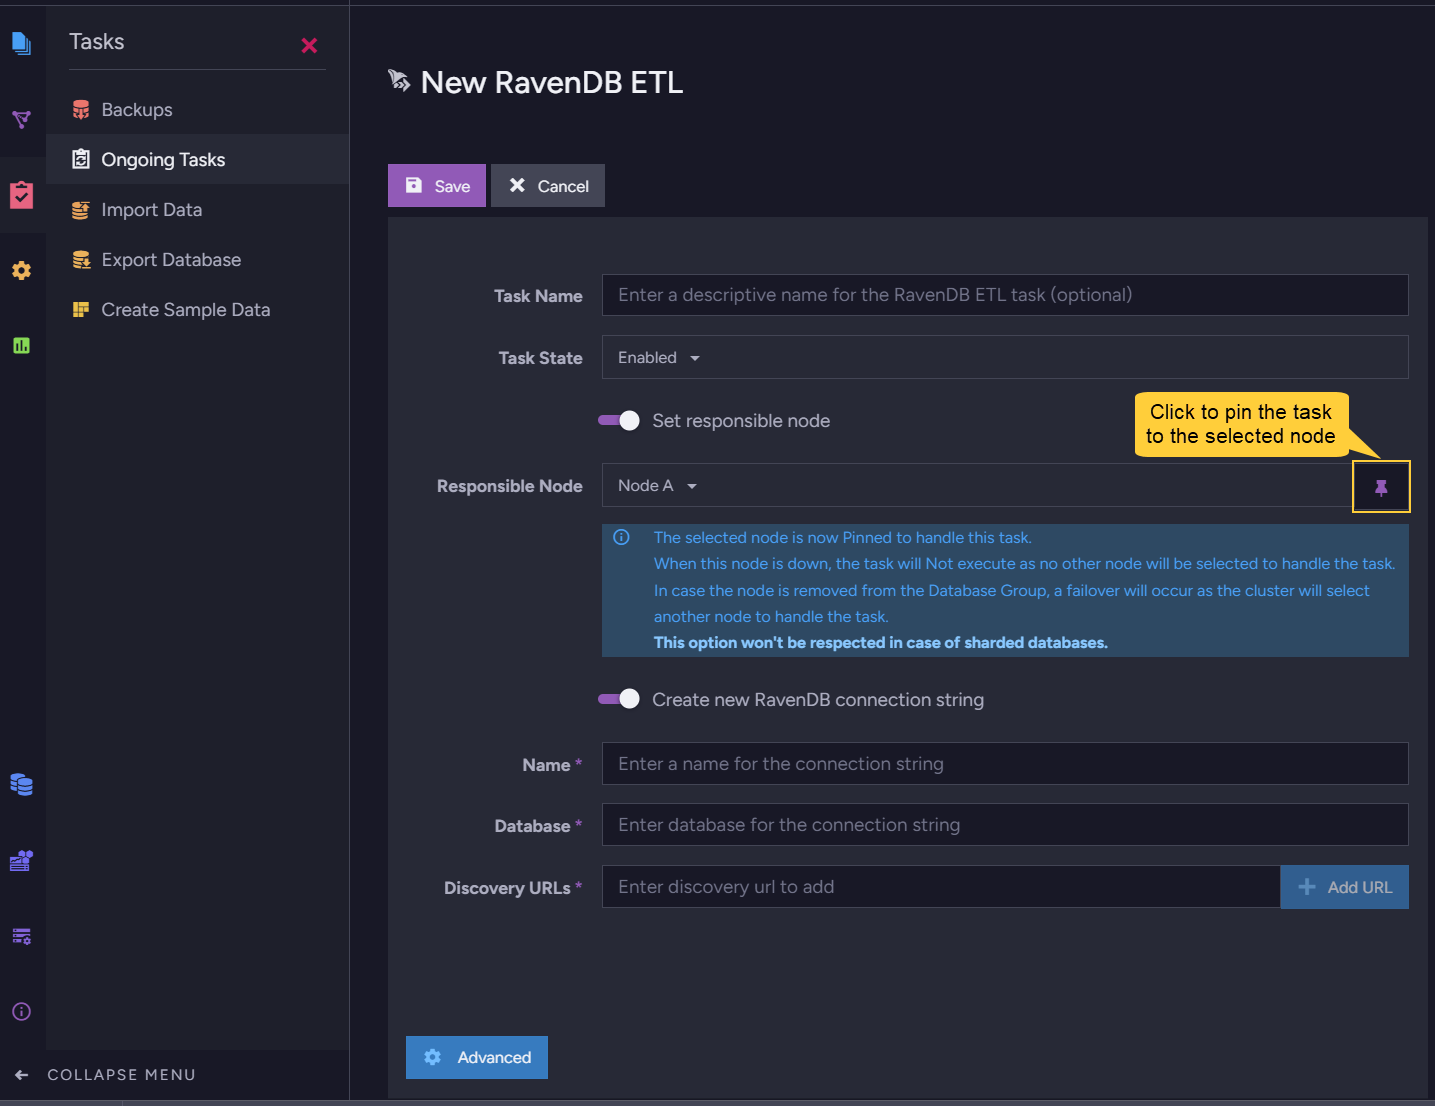 Tasks
Backups
Ongoing Tasks
Import Data
Export Database
Create Sample Data
COLLAPSE MENU
New RavenDB ETL
Save
Cancel
Task Name
Enter a descriptive name for the RavenDB ETL task (optional)
Task State
Enabled
Set responsible node
Click to pin the task
to the selected node
Responsible Node
Node A
The selected node is now Pinned to handle this task.
When this node is down, the task will Not execute as no other node will be selected to handle the task.
In case the node is removed from the Database Group, a failover will occur as the cluster will select
another node to handle the task.
This option won't be respected in case of sharded databases.
Create new RavenDB connection string
Name *
Enter a name for the connection string
Database *
Enter database for the connection string
Discovery URLs *
Enter discovery url to add
Add URL
Advanced